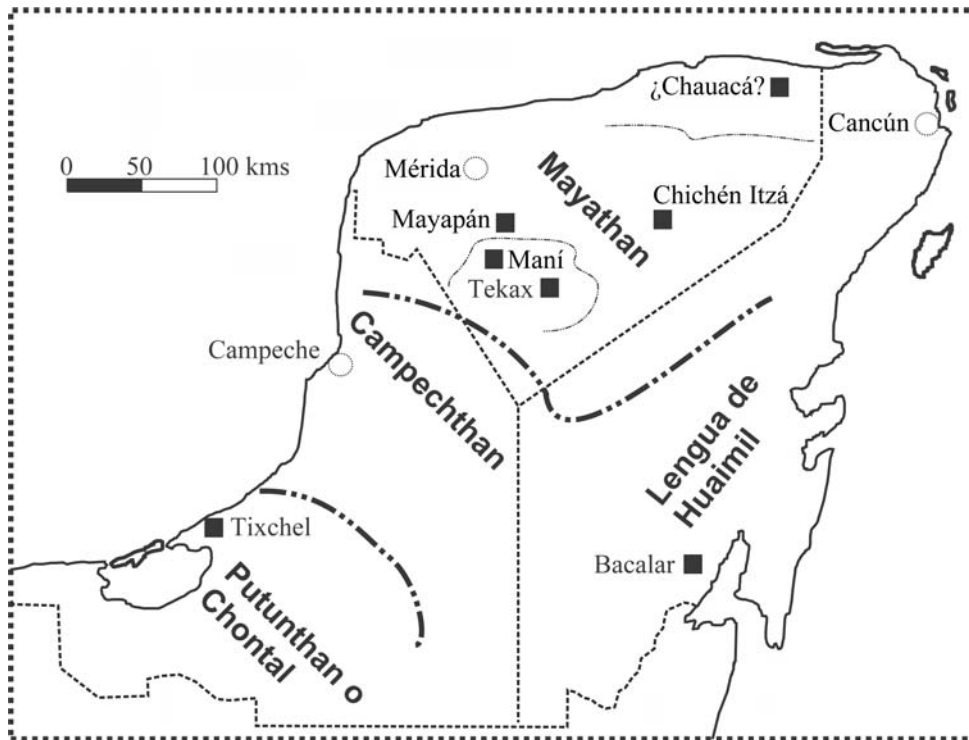 ¿Chauacá?
Cancún
0 50 100 kms
Mérida
Mayathan
Chichén Itzá
Mayapán
Maní
Tekax
Campeche
Campechthan
Lengua de
Huaimil
Tixchel
Bacalar
Putunthan o
Chontal